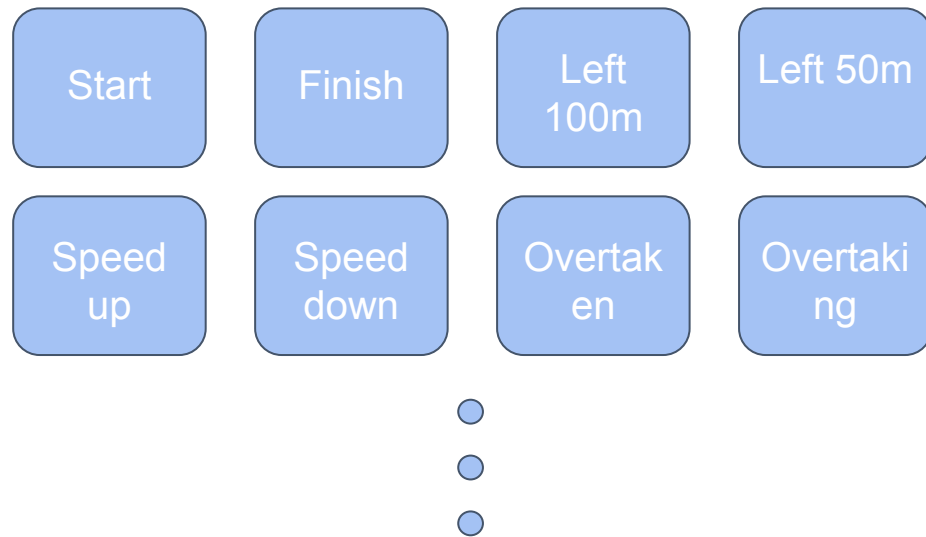 Start
Finish
Left
100m
Left 50m
Speed
up
Speed
down
Overtak
en
Overtaki
ng